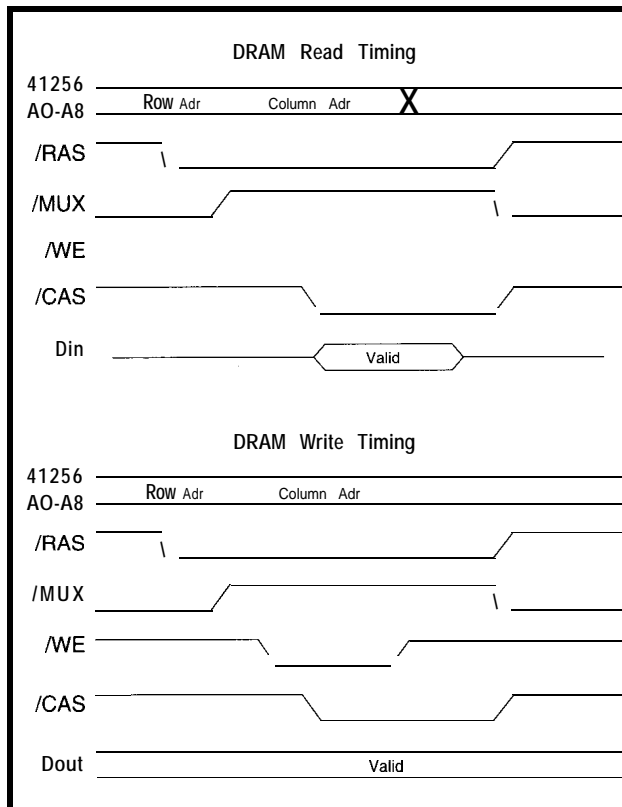 DRAM Read Timing
41256
AO-A8
Row Adr Column Adr X
/RAS
/MUX
/WE
/CAS
Din
Valid
DRAM Write Timing
41256
AO-A8
Row Adr Column Adr
/RAS
/MUX
/WE
/CAS
Dout
Valid